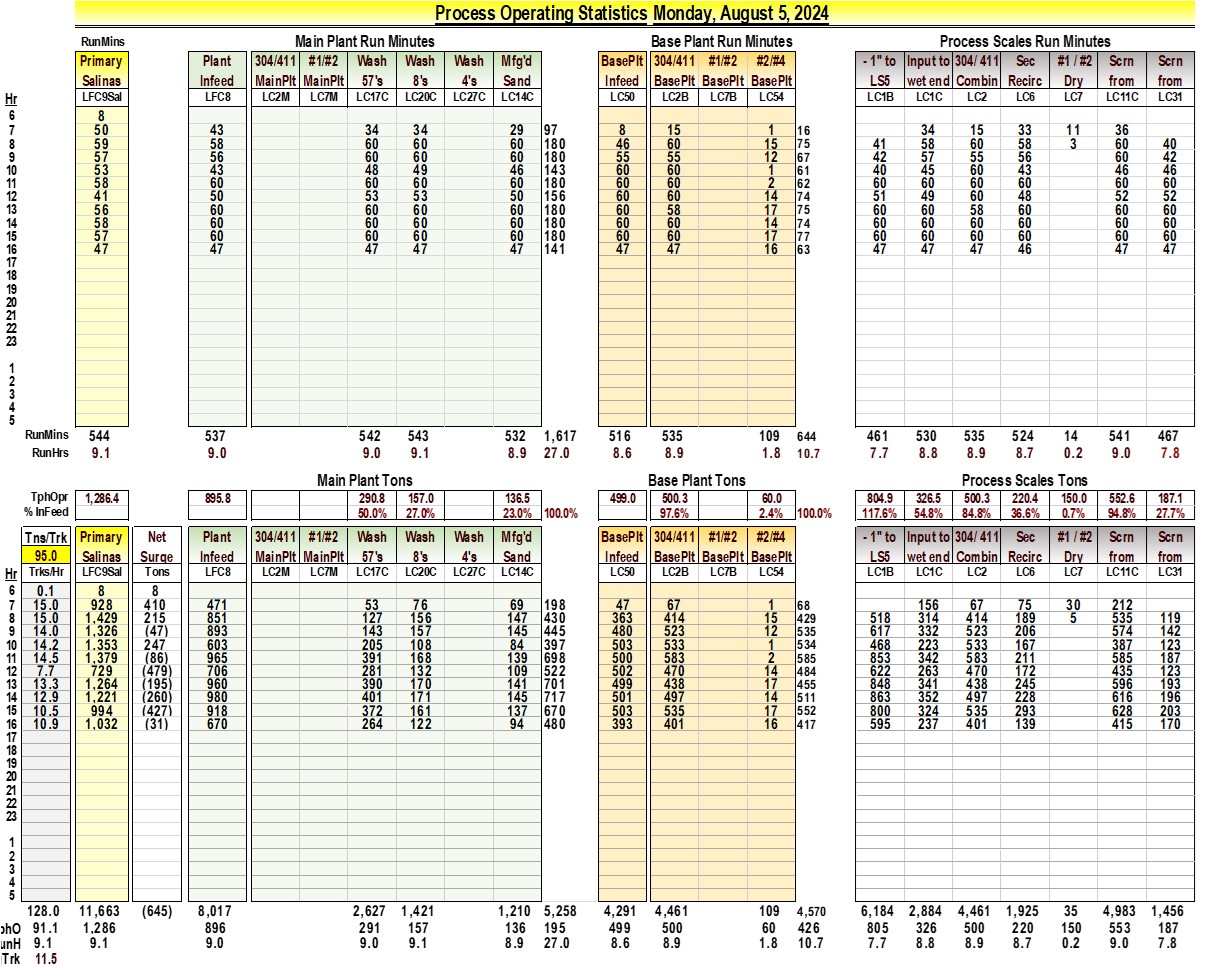 Process Operating Statistics Monday, August 5, 2024
RunMins Main Plant Run Minutes Base Plant Run Minutes Process Scales Run Minutes
Primary Plant 304/411 #1/#2 Wash Wash Wash Mfg'd BasePlt 304/411 #1/#2 #2/#4 - 1" to Input to 304/ 411 Sec #1 / #2 Scrn Scrn
Salinas Infeed MainPlt MainPlt 57's 8's 4's Sand Infeed BasePlt BasePlt BasePlt LS5 wet end Combin Recirc Dry from from
Hr LFC9Sal LFC8 LC2M LC7M LC17C LC20C LC27C LC14C LC50 LC2B LC7B LC54 LC1B LC1C LC2 LC6 LC7 LC11C LC31
6 8
7 50 43 34 34 29 97 8 15 1 16 34 15 33 11 36
8 59 58 60 60 60 180 46 60 15 75 41 58 60 58 3 60 40
9 57 56 60 60 60 180 55 55 12 67 42 57 55 56 60 42
10 53 43 48 49 46 143 60 60 1 61 40 45 60 43 46 46
11 58 60 60 60 60 180 60 60 2 62 60 60 60 60 60 60
12 41 50 53 53 50 156 60 60 14 74 51 49 60 48 52 52
13 56 60 60 60 60 180 60 58 17 75 60 60 58 60 60 60
14 58 60 60 60 60 180 60 60 14 74 60 60 60 60 60 60
15 57 60 60 60 60 180 60 60 17 77 60 60 60 60 60 60
16 47 47 47 47 47 141 47 47 16 63 47 47 47 46 47 47
17
18
19
20
21
22
23
1
2
3
4
5
RunMins 544 537 542 543 532 1,617 516 535 109 644 461 530 535 524 14 541 467
RunHrs 9.1 9.0 9.0 9.1 8.9 27.0 8.6 8.9 1.8 10.7 7.7 8.8 8.9 8.7 0.2 9.0 7.8
Main Plant Tons Base Plant Tons Process Scales Tons
TphOpr 1,286.4 895.8 290.8 157.0 136.5 499.0 500.3 60.0 804.9 326.5 500.3 220.4 150.0 552.6 187.1
% InFeed 50.0% 27.0% 23.0% 100.0% 97.6% 2.4% 100.0% 117.6% 54.8% 84.8% 36.6% 0.7% 94.8% 27.7%
Tns/Trk Primary Net Plant 304/411 #1/#2 Wash Wash Wash Mfg'd BasePlt 304/411 #1/#2 #2/#4 - 1" to Input to 304/ 411 Sec #1 / #2 Scrn Scrn
95.0 Salinas Surge Infeed MainPlt MainPlt 57's 8's 4's Sand Infeed BasePlt BasePlt BasePlt LS5 wet end Combin Recirc Dry from from
Hr Trks/Hr LFC9Sal Tons LFC8 LC2M LC7M LC17C LC20C LC27C LC14C LC50 LC2B LC7B LC54 LC1B LC1C LC2 LC6 LC7 LC11C LC31
6 0.1 8 8
7 15.0 928 410 471 53 76 69 198 47 67 1 68 156 67 75 30 212
8 15.0 1,429 215 851 127 156 147 430 363 414 15 429 518 314 414 189 5 535 119
9 14.0 1,326 (47) 893 143 157 145 445 480 523 12 535 617 332 523 206 574 142
10 14.2 1,353 247 603 205 108 84 397 503 533 1 534 468 223 533 167 387 123
11 14.5 1,379 (86) 965 391 168 139 698 500 583 2 585 853 342 583 211 585 187
12 7.7 729 (479) 706 281 132 109 522 502 470 14 484 622 263 470 172 435 123
13 13.3 1,264 (195) 960 390 170 141 701 499 438 17 455 848 341 438 245 596 193
14 12.9 1,221 (260) 980 401 171 145 717 501 497 14 511 863 352 497 228 616 196
15 10.5 994 (427) 918 372 161 137 670 503 535 17 552 800 324 535 293 628 203
16 10.9 1,032 (31) 670 264 122 94 480 393 401 16 417 595 237 401 139 415 170
17
18
19
20
21
22
23
1
2
3
4
5
128.0 11,663 (645) 8,017 2,627 1,421 1,210 5,258 4,291 4,461 109 4,570 6,184 2,884 4,461 1,925 35 4,983 1,456
phO 91.1 1,286 896 291 157 136 195 499 500 60 426 805 326 500 220 150 553 187
unH 9.1 9.1 9.0 9.0 9.1 8.9 27.0 8.6 8.9 1.8 10.7 7.7 8.8 8.9 8.7 0.2 9.0 7.8
Trk 11.5